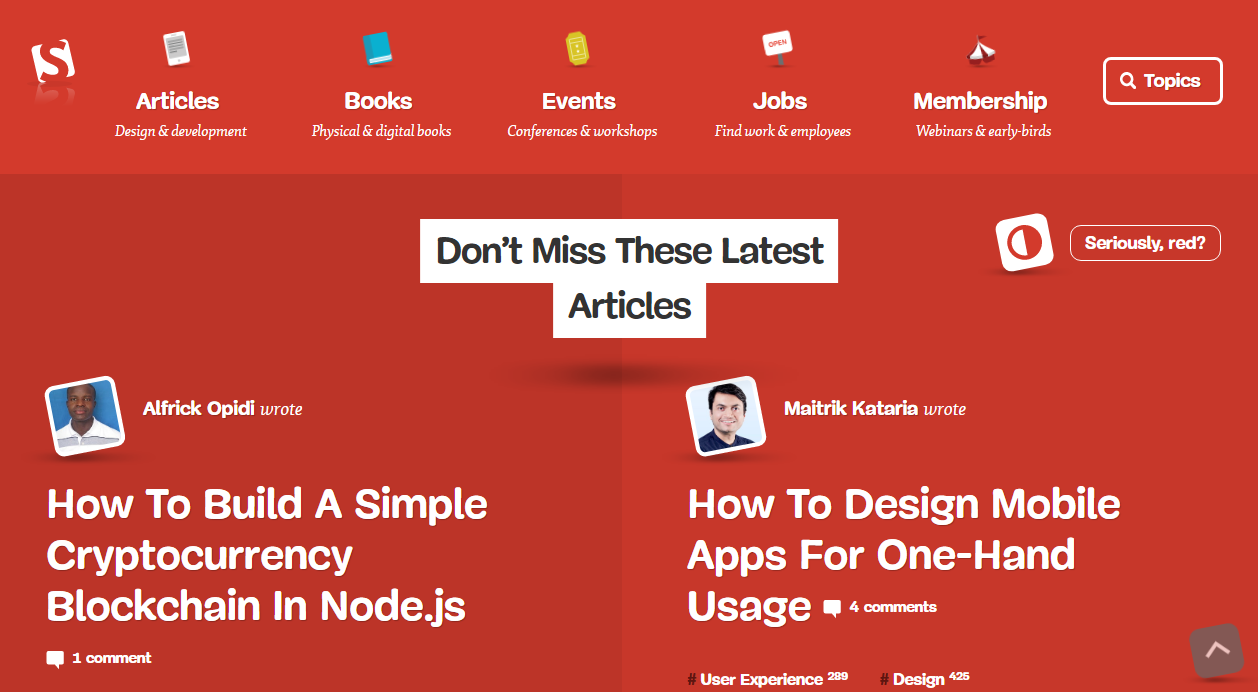 S
Articles
Design & development
Books
Physical & digital books
Events
Conferences & workshops
OPEN
Jobs
Find work & employees
Membership
Webinars & early-birds
Topics
Don’t Miss These Latest
Articles
Seriously, red?
Alfrick Opidi wrote
How To Build A Simple
Cryptocurrency
Blockchain In Node.js
1 comment
Maitrik Kataria wrote
How To Design Mobile
Apps For One-Hand
Usage 4 comments
# User Experience 289 # Design 425